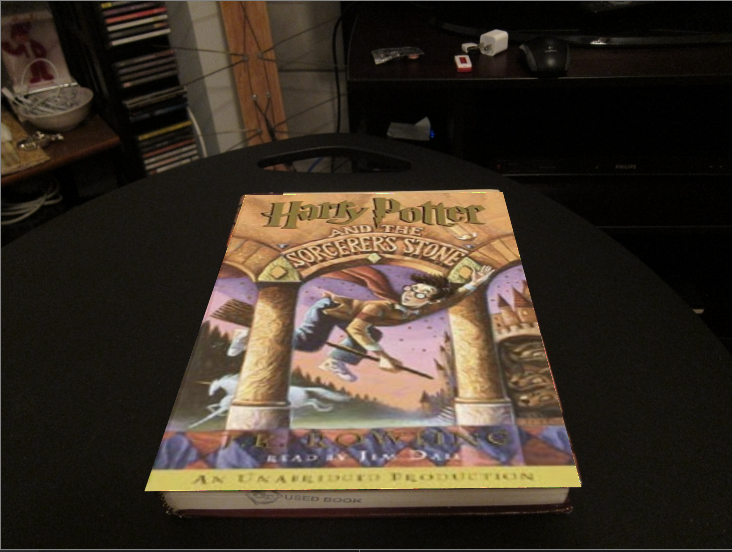 Harry Potter
AND THE
SORCERER'S STONE
J.K. ROWLING
READ BY JIM DALE
AN UNABRIDGED PRODUCTION
USED BOOK